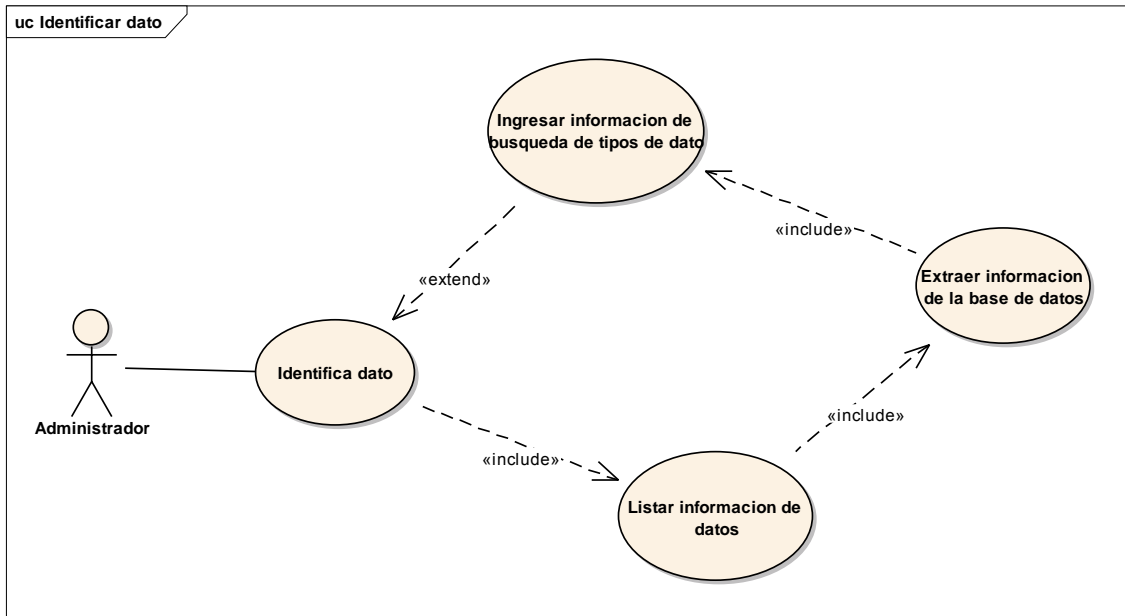 uc Identificar dato
Ingresar informacion de
busqueda de tipos de dato
«include»
Extraer informacion
de la base de datos
«extend»
Identifica dato
Administrador
«include»
«include»
Listar informacion de
datos